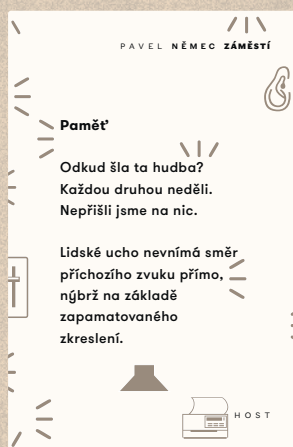 PAVEL NĚMEC ZÁMĚSTÍ
Paměť
Odkud šla ta hudba?
Každou druhou neděli.
Nepřišli jsme na nic.
Lidské ucho nevnímá směr
příchozího zvuku přímo,
nýbrž na základě
zapamatovaného
zkreslení.
HOST